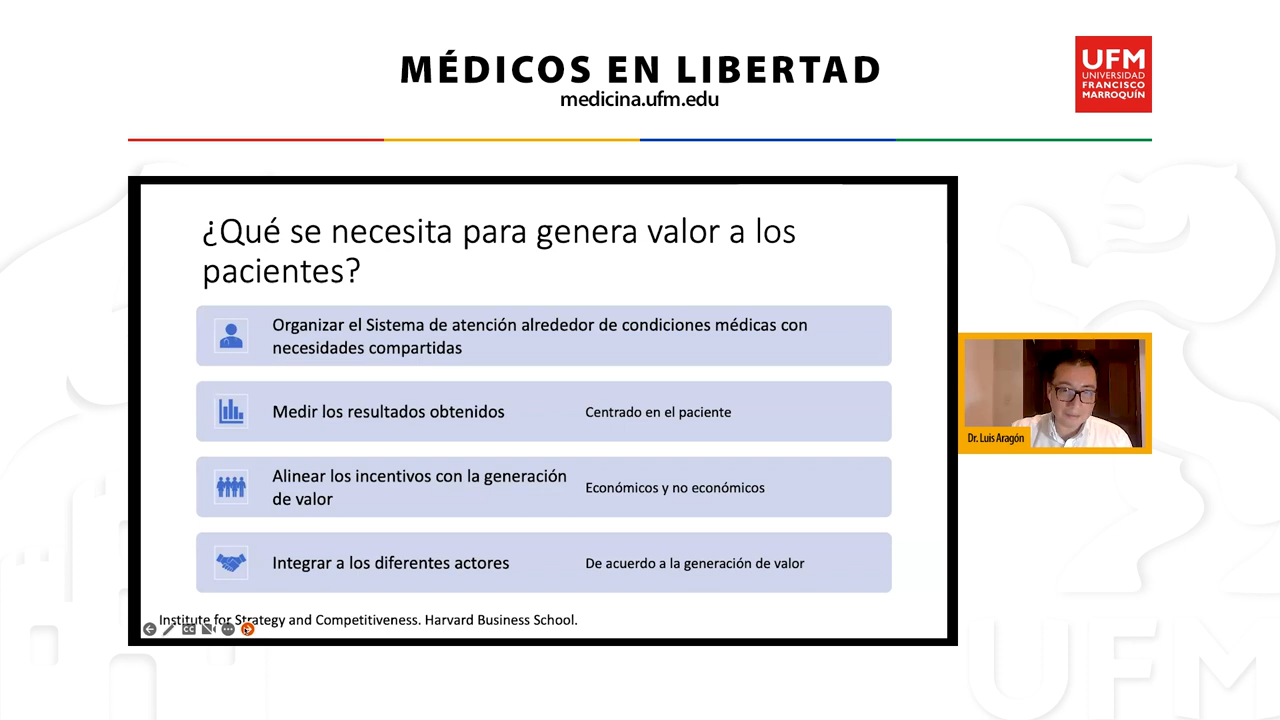 MÉDICOS EN LIBERTAD
medicina.ufm.edu
UFM
UNIVERSIDAD
FRANCISCO
MARROQUÍN
¿Qué se necesita para genera valor a los
pacientes?
Organizar el Sistema de atención alrededor de condiciones médicas con
necesidades compartidas
Medir los resultados obtenidos
Centrado en el paciente
Alinear los incentivos con la generación
de valor
Económicos y no económicos
Integrar a los diferentes actores
De acuerdo a la generación de valor
Institute for Strategy and Competitiveness. Harvard Business School.
CC
Dr. Luis Aragón
UFM